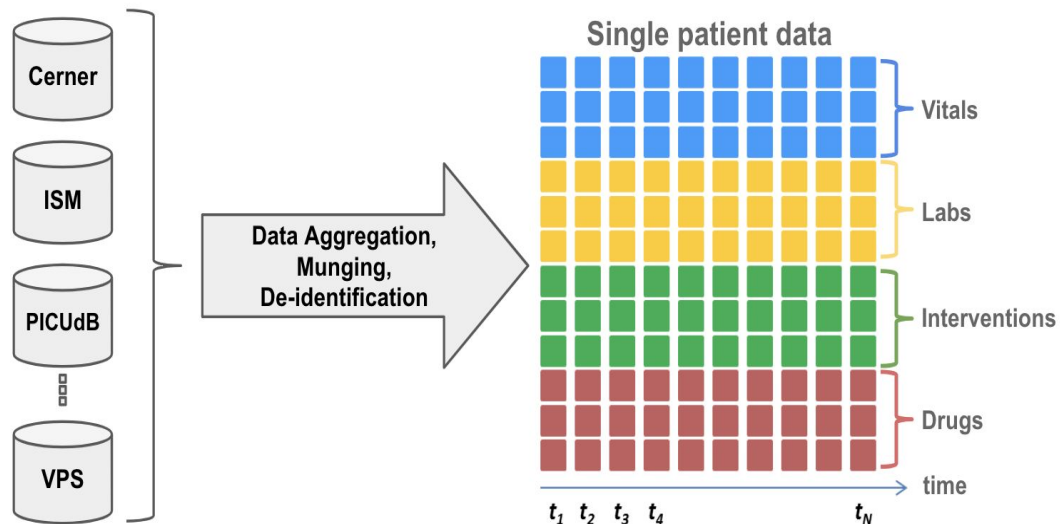 Cerner
ISM
PICUdB
VPS
Data Aggregation,
Munging,
De-identification
Single patient data
Vitals
Labs
Interventions
Drugs
time
t1 t2 t3 t4 tN